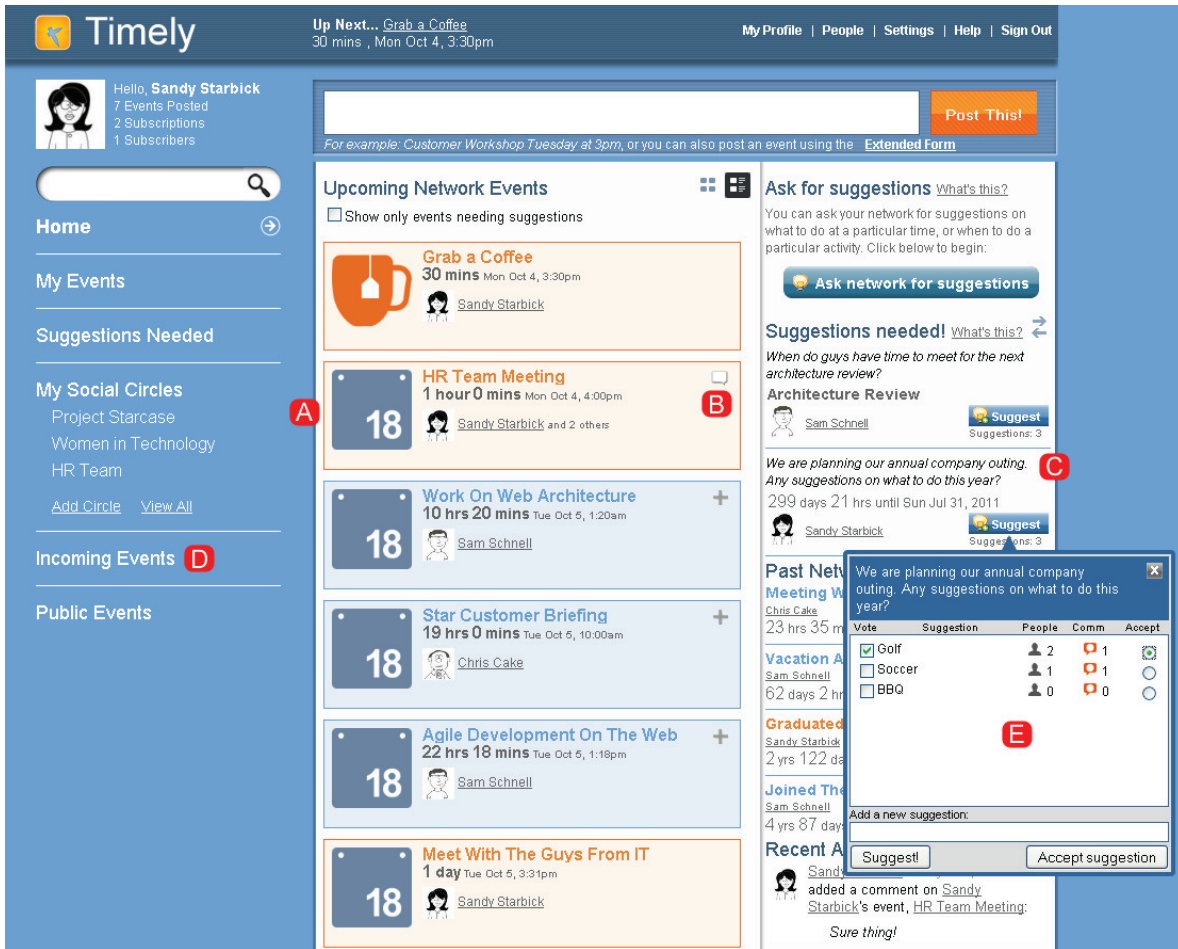 Timely
Up Next... Grab a Coffee
30 mins , Mon Oct 4, 3:30pm
My Profile | People | Settings | Help | Sign Out
Hello, Sandy Starbick
7 Events Posted
2 Subscriptions
1 Subscribers
Post This!
For example: Customer Workshop Tuesday at 3pm, or you can also post an event using the Extended Form
Home
My Events
Suggestions Needed
My Social Circles
Project Starcase
Women in Technology
HR Team
Add Circle View All
Incoming Events D
Public Events
Upcoming Network Events
Show only events needing suggestions
Grab a Coffee
30 mins Mon Oct 4, 3:30pm
Sandy Starbick
A
18
HR Team Meeting
1 hour 0 mins Mon Oct 4, 4:00pm
B
Sandy Starbick and 2 others
18
Work On Web Architecture
10 hrs 20 mins Tue Oct 5, 1:20am
Sam Schnell
18
Star Customer Briefing
19 hrs 0 mins Tue Oct 5, 10:00am
Chris Cake
18
Agile Development On The Web
22 hrs 18 mins Tue Oct 5, 1:18pm
Sam Schnell
18
Meet With The Guys From IT
1 day Tue Oct 5, 3:31pm
Sandy Starbick
Ask for suggestions What's this?
You can ask your network for suggestions on
what to do at a particular time, or when to do a
particular activity. Click below to begin:
Ask network for suggestions
Suggestions needed! What's this?
When do guys have time to meet for the next
architecture review?
Architecture Review
Sam Schnell
Suggest
Suggestions: 3
We are planning our annual company outing.
C
Any suggestions on what to do this year?
299 days 21 hrs until Sun Jul 31, 2011
Sandy Starbick
Suggest
Suggestions: 3
Past Netw
Meeting W
Chris Cake
23 hrs 35 m
Vacation A
Sam Schnell
62 days 2 hr
Graduated
Sandy Starbick
2 yrs 122 da
Joined The
Sam Schnell
4 yrs 87 days
Recent A
Sandy
added a comment on Sandy
Starbick's event, HR Team Meeting:
Sure thing!
We are planning our annual company
outing. Any suggestions on what to do this
year?
Vote Suggestion People Comm Accept
Golf 2 1
Soccer 1 1
BBQ 0 0
E
Add a new suggestion:
Suggest! Accept suggestion